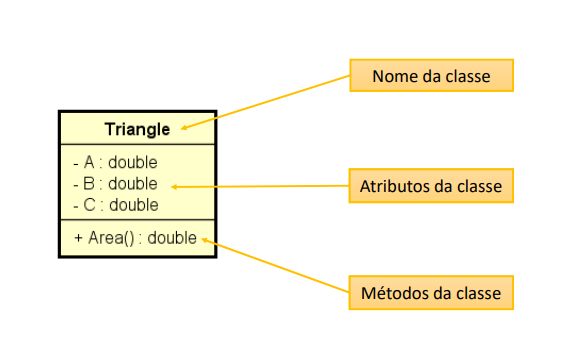 Nome da classe
Triangle
- A : double
- B : double
- C : double
Atributos da classe
+ Area() : double
Métodos da classe